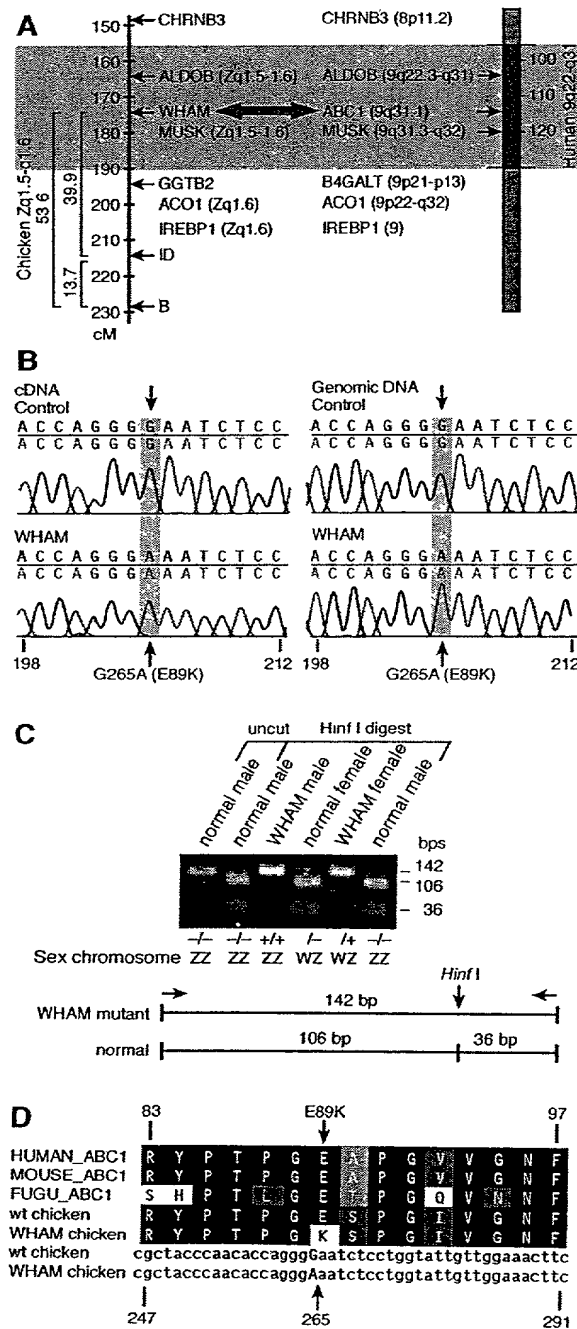 A
CHRNB3 CHRNB3 (8p11.2)
150
160
170
180
190
200
210
220
230
cM
Chicken Zq1.5-q1.6
53.6
39.9
13.7
ALDOB (Zq1.5-1.6) ALDOB (9q22.3-q31)
WHAM ABC1 (9q31.1)
MUSK (Zq1.5-1.6) MUSK (9q31.3-q32)
GGTB2 B4GALT (9p21-p13)
ACO1 (Zq1.6) ACO1 (9p22-q32)
IREBP1 (Zq1.6) IREBP1 (9)
ID
B
100
110
120
Human 9q22-q31
B
cDNA
Control
A C C A G G G G A A T C T C C
A C C A G G G G A A T C T C C
WHAM
A C C A G G G A A A T C T C C
A C C A G G G A A A T C T C C
198 212
G265A (E89K)
Genomic DNA
Control
A C C A G G G G A A T C T C C
A C C A G G G G A A T C T C C
WHAM
A C C A G G G A A A T C T C C
A C C A G G G A A A T C T C C
198 212
G265A (E89K)
C
uncut Hinf I digest
normal male
normal male
WHAM male
normal female
WHAM female
normal male
bps
142
106
36
–/– –/– +/+ /– /+ –/–
Sex chromosome ZZ ZZ ZZ WZ WZ ZZ
Hinf I
142 bp
WHAM mutant
106 bp 36 bp
normal
D
83 E89K 97
HUMAN_ABC1 R Y P T P G E A P G V V G N F
MOUSE_ABC1 R Y P T P G E A P G V V G N F
FUGU_ABC1 S H P T L G E T P G Q V N N F
wt chicken R Y P T P G E S P G I V G N F
WHAM chicken R Y P T P G K S P G I V G N F
wt chicken cgctacccaacaccagggGaatctcctggtattgttggaaacttc
WHAM chicken cgctacccaacaccagggAaatctcctggtattgttggaaacttc
247 265 291